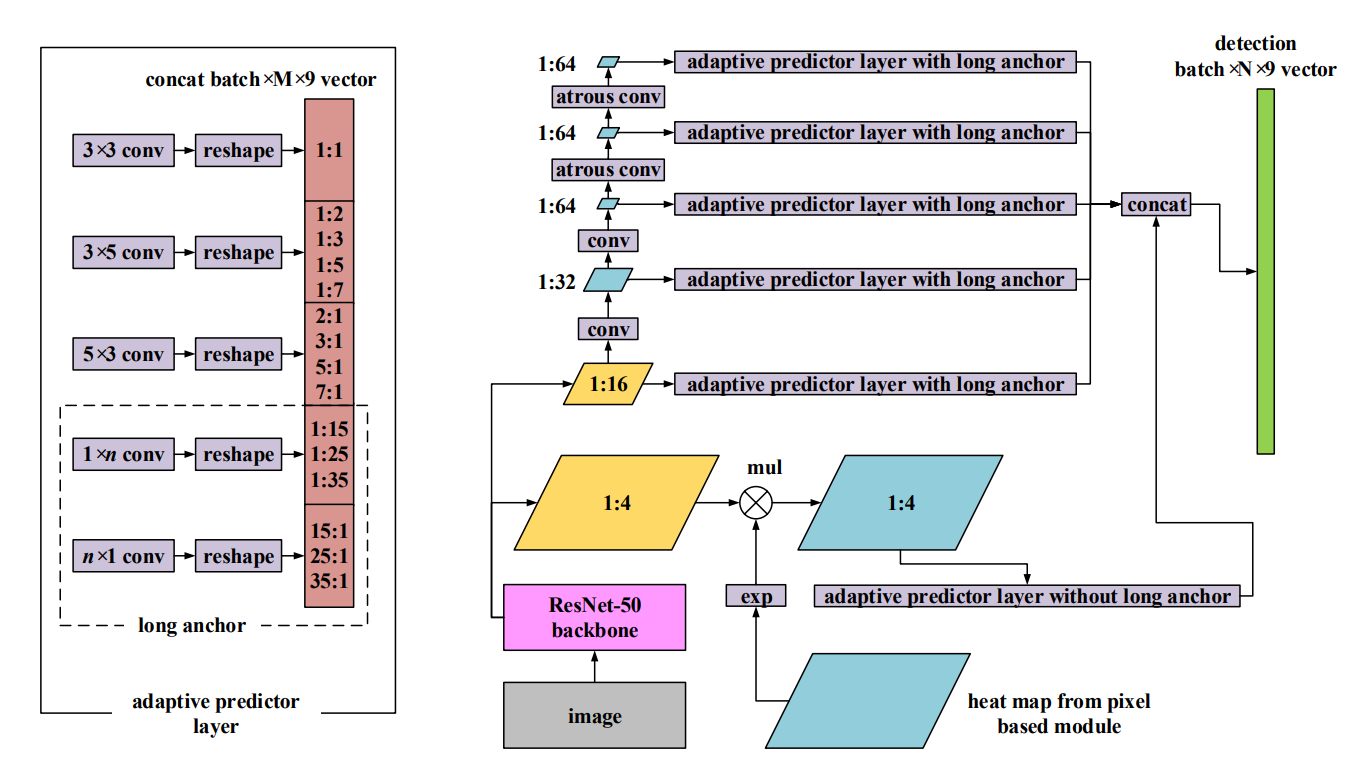 concat batch×M×9 vector
3×3 conv
reshape
1:1
3×5 conv
reshape
1:2
1:3
1:5
1:7
5×3 conv
reshape
2:1
3:1
5:1
7:1
1×n conv
reshape
1:15
1:25
1:35
n×1 conv
reshape
15:1
25:1
35:1
long anchor
adaptive predictor
layer
detection
batch×N×9 vector
1:64
adaptive predictor layer with long anchor
atrous conv
1:64
adaptive predictor layer with long anchor
atrous conv
1:64
adaptive predictor layer with long anchor
concat
conv
1:32
adaptive predictor layer with long anchor
conv
1:16
adaptive predictor layer with long anchor
mul
1:4
1:4
exp
adaptive predictor layer without long anchor
ResNet-50
backbone
image
heat map from pixel
based module